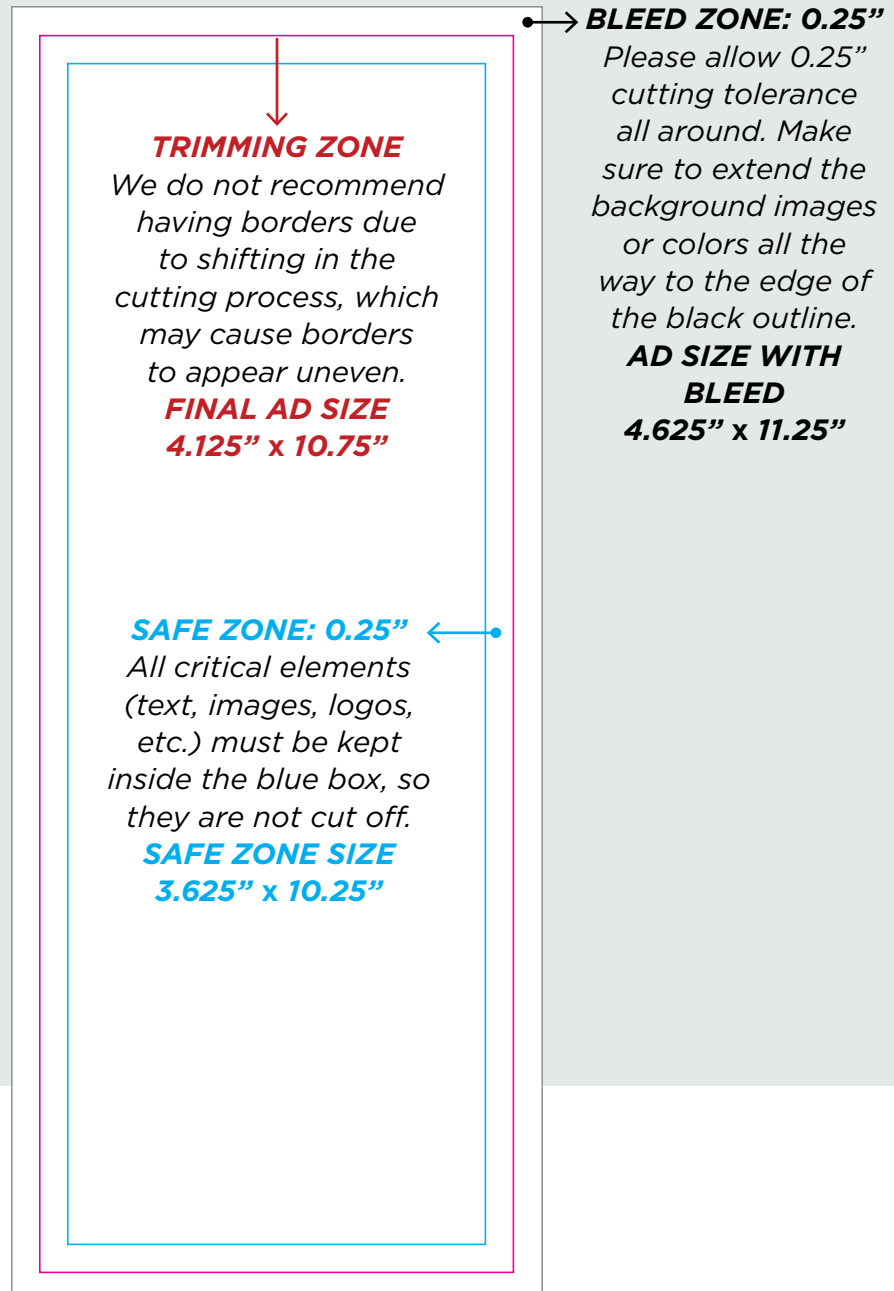 BLEED ZONE: 0.25”
Please allow 0.25”
cutting tolerance
all around. Make
sure to extend the
background images
or colors all the
way to the edge of
the black outline.
AD SIZE WITH
BLEED
4.625” x 11.25”
TRIMMING ZONE
We do not recommend
having borders due
to shifting in the
cutting process, which
may cause borders
to appear uneven.
FINAL AD SIZE
4.125” x 10.75”
SAFE ZONE: 0.25”
All critical elements
(text, images, logos,
etc.) must be kept
inside the blue box, so
they are not cut off.
SAFE ZONE SIZE
3.625” x 10.25”